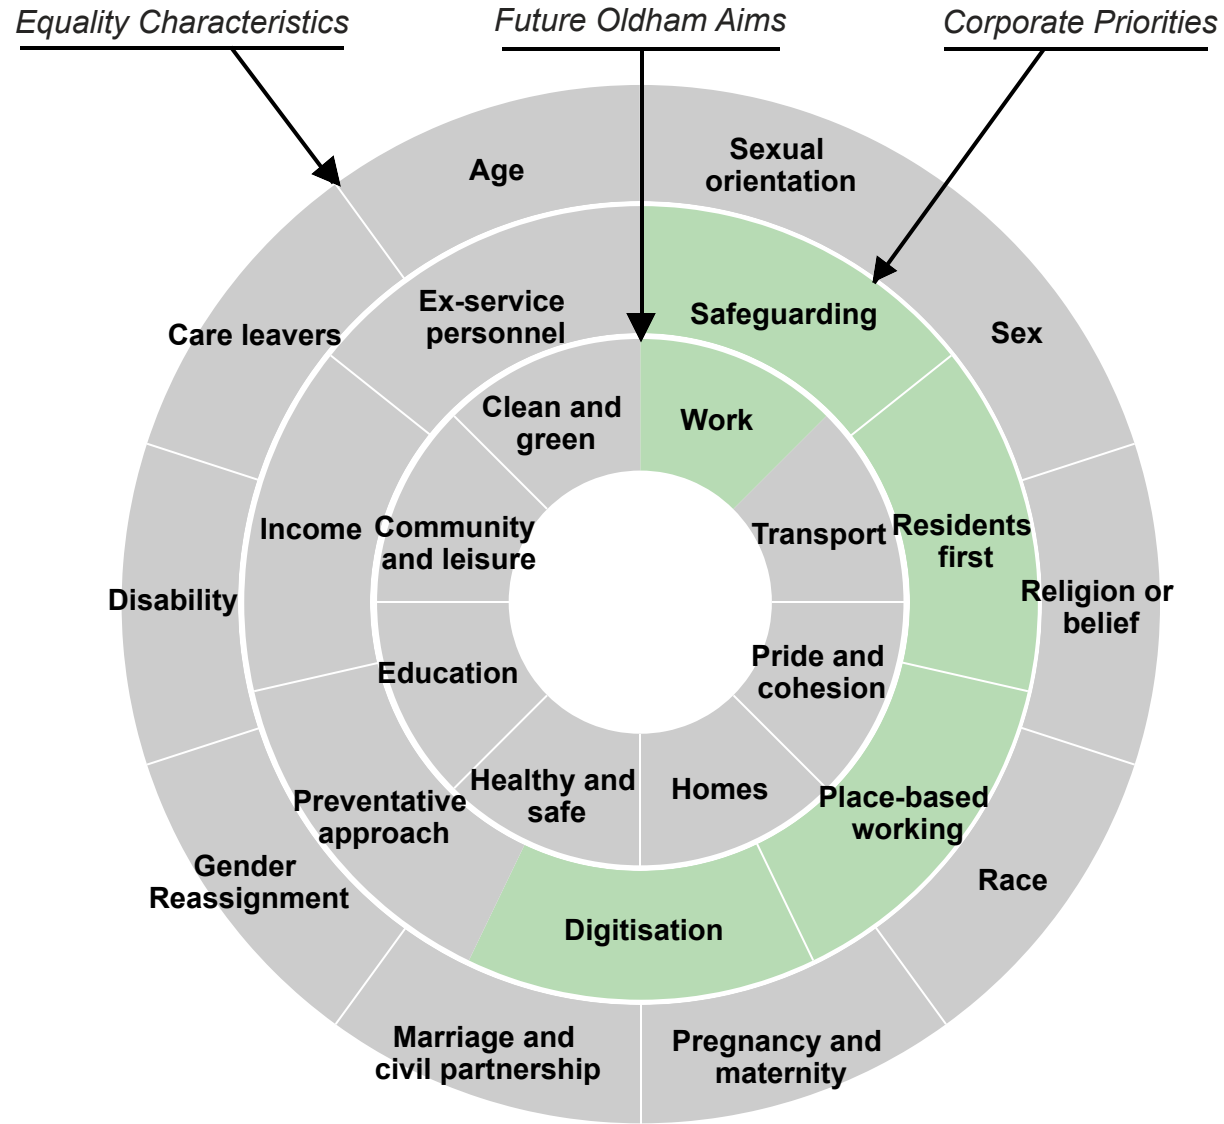 Equality Characteristics
Future Oldham Aims
Corporate Priorities
Age
Sexual
orientation
Sex
Religion or
belief
Race
Pregnancy and
maternity
Marriage and
civil partnership
Gender
Reassignment
Disability
Care leavers
Ex-service
personnel
Safeguarding
Residents
first
Place-based
working
Digitisation
Preventative
approach
Income
Clean and
green
Work
Transport
Pride and
cohesion
Homes
Healthy and
safe
Education
Community
and leisure